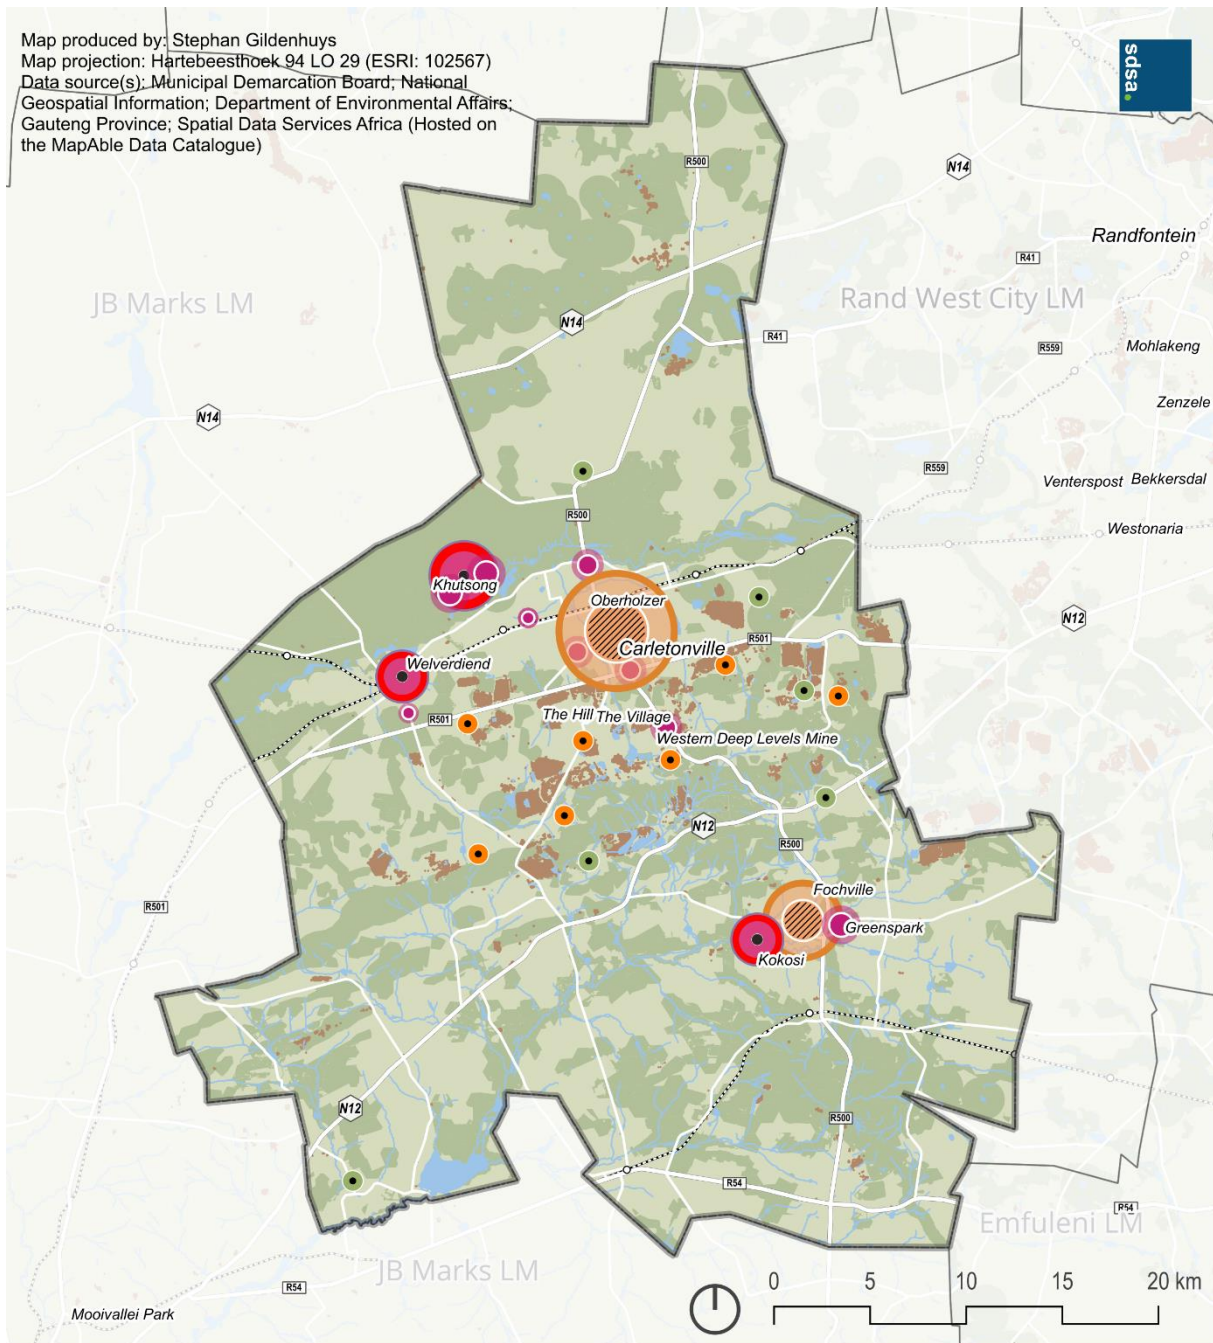 Map produced by: Stephan Gildenhuys
Map projection: Hartebeesthoek 94 LO 29 (ESRI: 102567)
Data source(s): Municipal Demarcation Board; National
Geospatial Information; Department of Environmental Affairs;
Gauteng Province; Spatial Data Services Africa (Hosted on
the MapAble Data Catalogue)
sdsa.
R500
N14
Randfontein
R41
JB Marks LM
Rand West City LM
N14
R41
Mohlakeng
R559
Zenzele
N14
R559
Venterspost
Bekkersdal
R500
Westonaria
Khutsong
Oberholzer
N12
Carletonville
R501
Welverdiend
The Hill
The Village
R501
Western Deep Levels Mine
N12
R500
Fochville
R501
Greenspark
Kokosi
N12
R500
R54
R54
Emfuleni LM
JB Marks LM
R54
Mooivallei Park
0 5 10 15 20 km